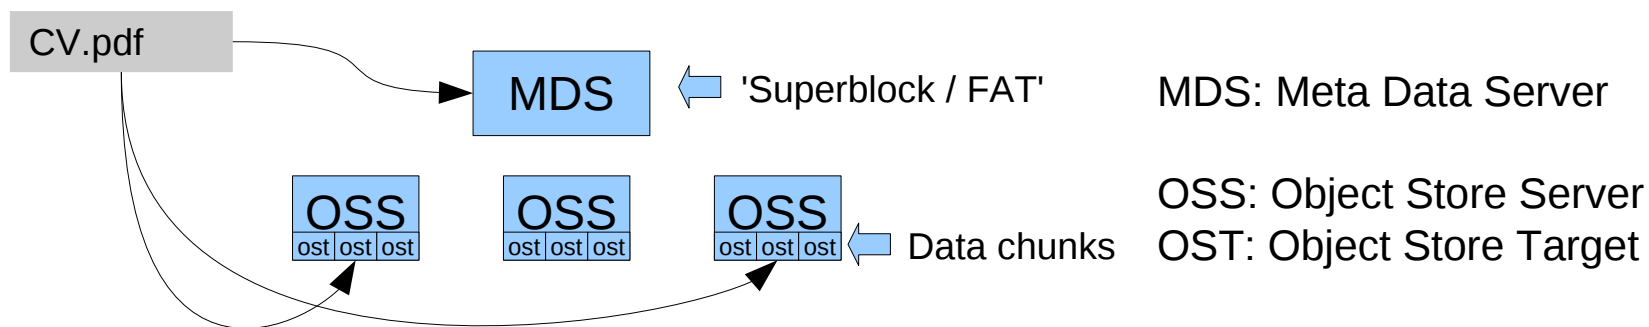 CV.pdf
MDS
'Superblock / FAT'
MDS: Meta Data Server
OSS
OSS
OSS
OSS: Object Store Server
ost ost ost
ost ost ost
ost ost ost
Data chunks
OST: Object Store Target